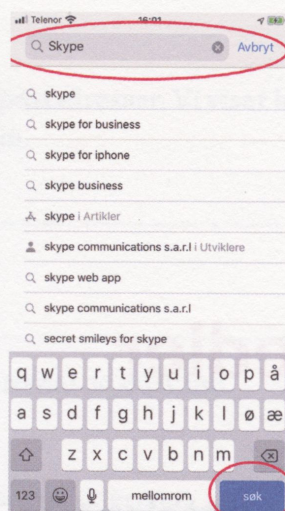 Telenor 16:01
Skype Avbryt
skype
skype for business
skype for iphone
skype business
skype i Artikler
skype communications s.a.r.l i Utviklere
skype web app
skype communications s.a.r.l
secret smileys for skype
q w e r t y u i o p å
a s d f g h j k l ø æ
z x c v b n m
123 mellomrom søk